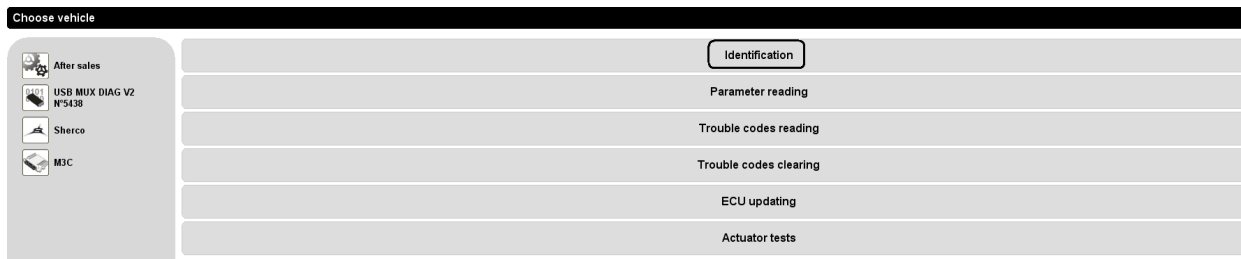 Choose vehicle
After sales
USB MUX DIAG V2
N°5438
Sherco
M3C
Identification
Parameter reading
Trouble codes reading
Trouble codes clearing
ECU updating
Actuator tests